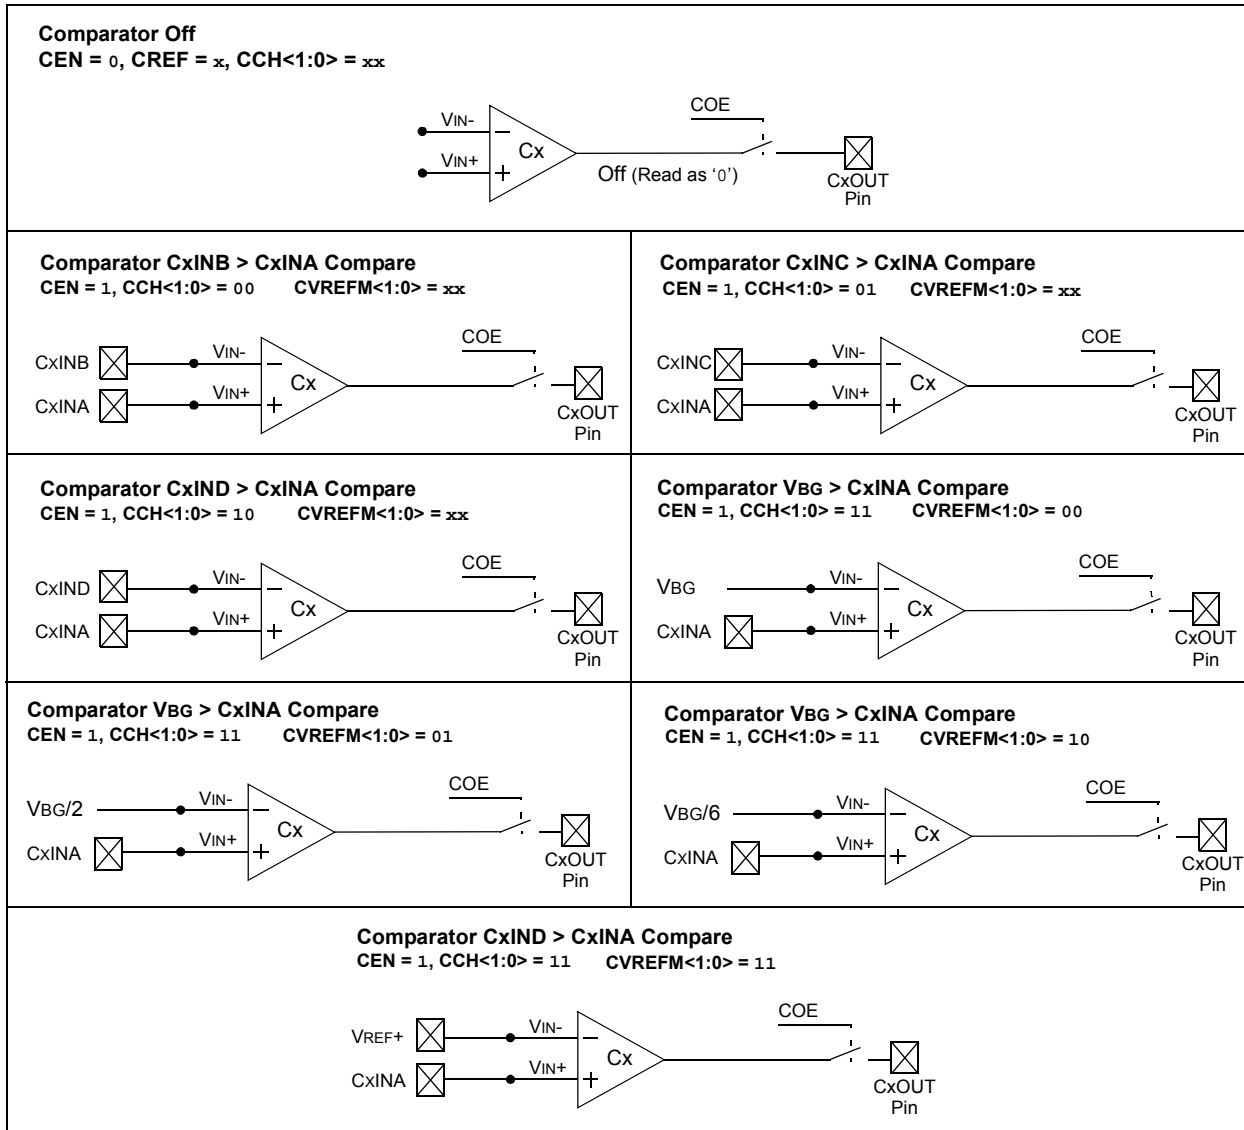 Comparator Off
CEN = 0, CREF = x, CCH<1:0> = xx
COE
VIN-
VIN+
Cx
Off (Read as ‘0’)
CxOUT
Pin
Comparator CxINB > CxINA Compare
CEN = 1, CCH<1:0> = 00 CVREFM<1:0> = xx
COE
CxINB
VIN-
Cx
CxINA
VIN+
CxOUT
Pin
Comparator CxINC > CxINA Compare
CEN = 1, CCH<1:0> = 01 CVREFM<1:0> = xx
COE
CxINC
VIN-
Cx
CxINA
VIN+
CxOUT
Pin
Comparator CxIND > CxINA Compare
CEN = 1, CCH<1:0> = 10 CVREFM<1:0> = xx
COE
CxIND
VIN-
Cx
CxINA
VIN+
CxOUT
Pin
Comparator VBG > CxINA Compare
CEN = 1, CCH<1:0> = 11 CVREFM<1:0> = 00
COE
VBG
VIN-
Cx
CxINA
VIN+
CxOUT
Pin
Comparator VBG > CxINA Compare
CEN = 1, CCH<1:0> = 11 CVREFM<1:0> = 01
COE
VBG/2
VIN-
Cx
CxINA
VIN+
CxOUT
Pin
Comparator VBG > CxINA Compare
CEN = 1, CCH<1:0> = 11 CVREFM<1:0> = 10
COE
VBG/6
VIN-
Cx
CxINA
VIN+
CxOUT
Pin
Comparator CxIND > CxINA Compare
CEN = 1, CCH<1:0> = 11 CVREFM<1:0> = 11
COE
VREF+
VIN-
Cx
CxINA
VIN+
CxOUT
Pin